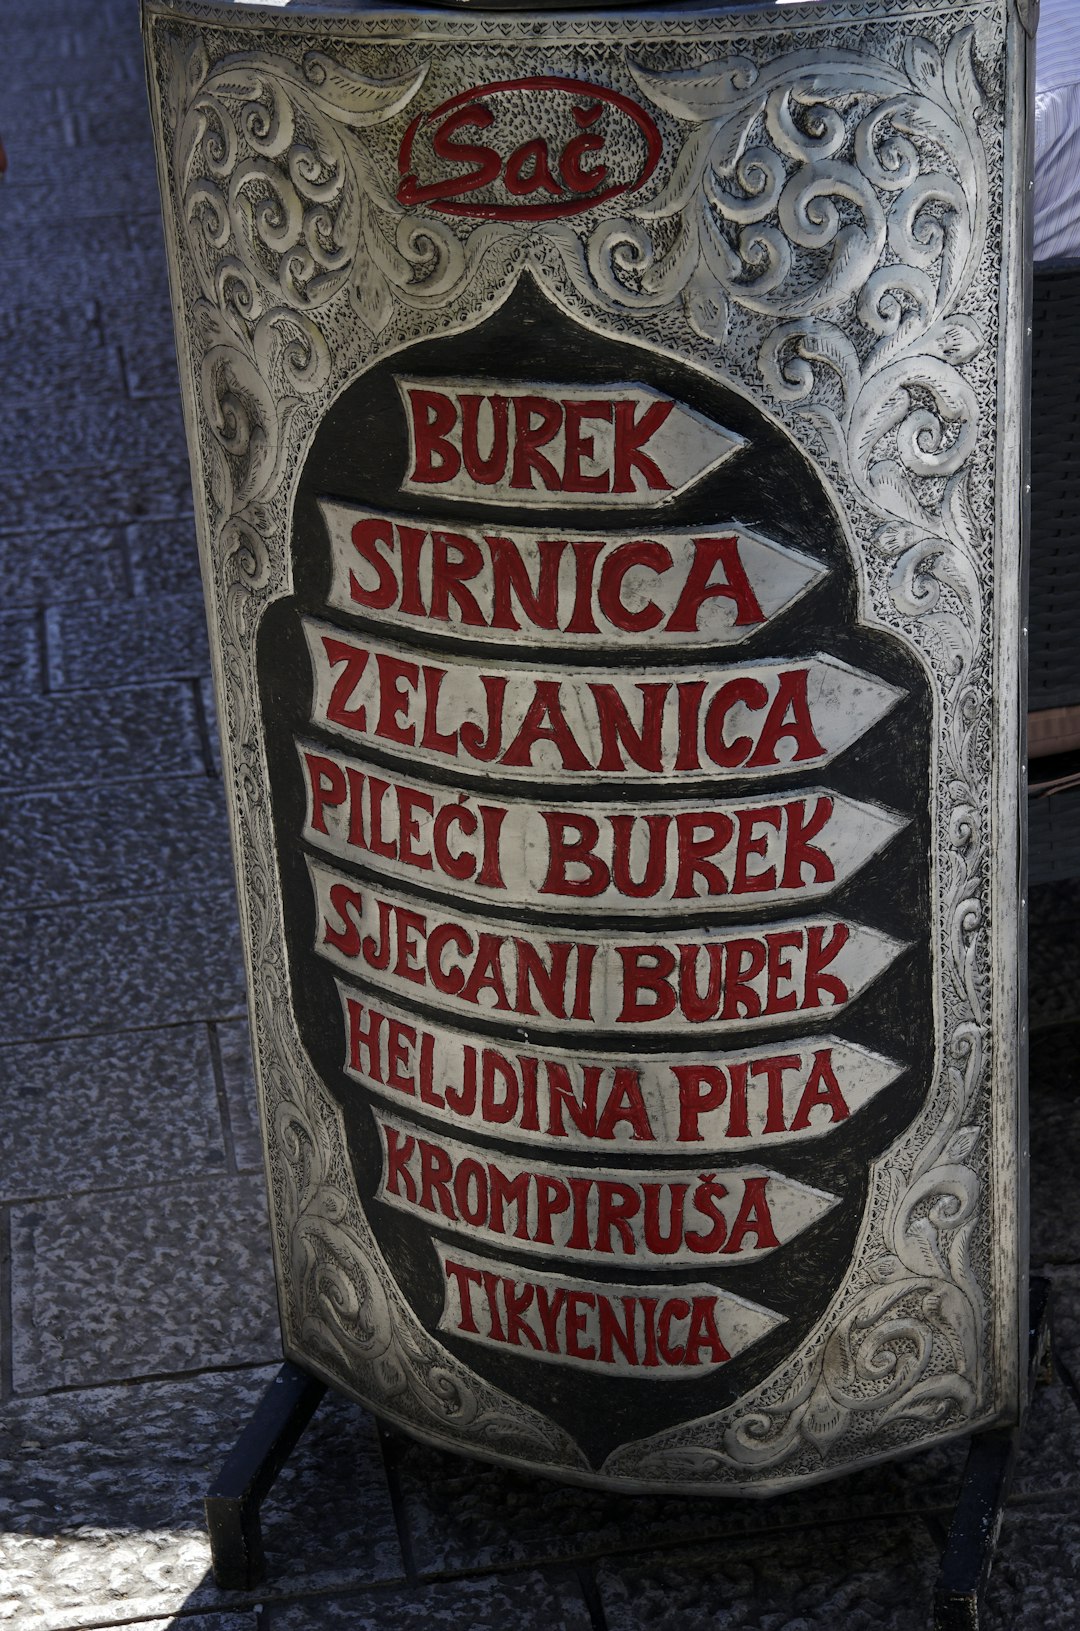 Sač
BUREK
SIRNICA
ZELJANICA
PILEĆI BUREK
SJECANI BUREK
HELJDINA PITA
KROMPIRUŠA
TIKVENICA